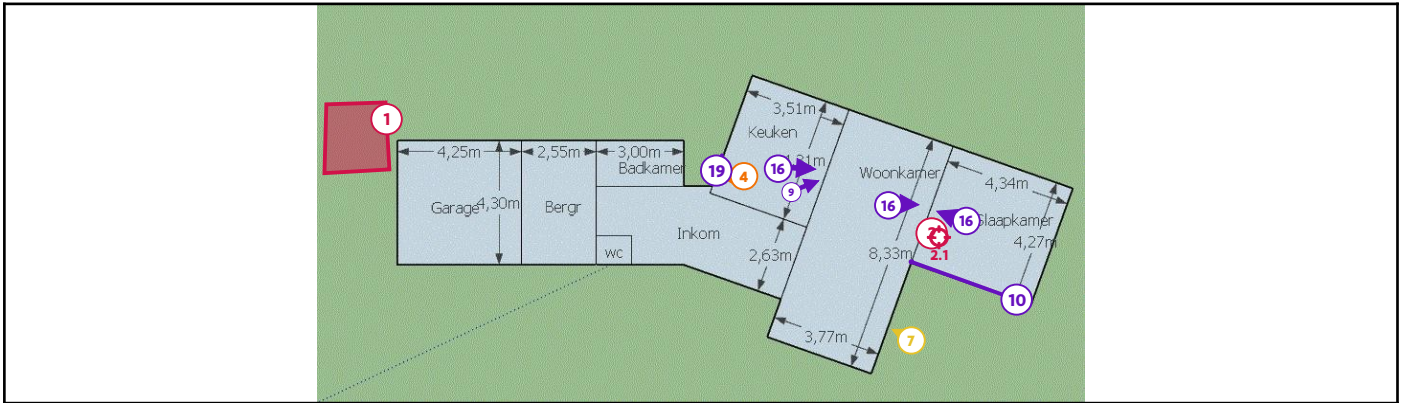 1
3,51m
Keuken
4,25m
2,55m
3,00m
Badkamer
19
4
16
9
Woonkamer
4,34m
Garage
4,30m
Bergr
Inkom
wc
2,63m
16
16
Slaapkamer
4,27m
8,33m
2.1
10
3,77m
7